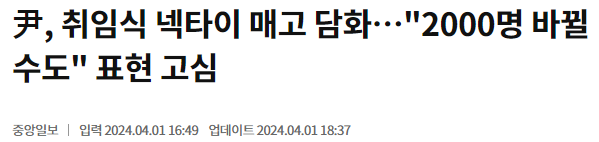 尹, 취임식 넥타이 매고 담화…"2000명 바뀔
수도" 표현 고심
중앙일보 | 입력 2024.04.01 16:49 업데이트 2024.04.01 18:37